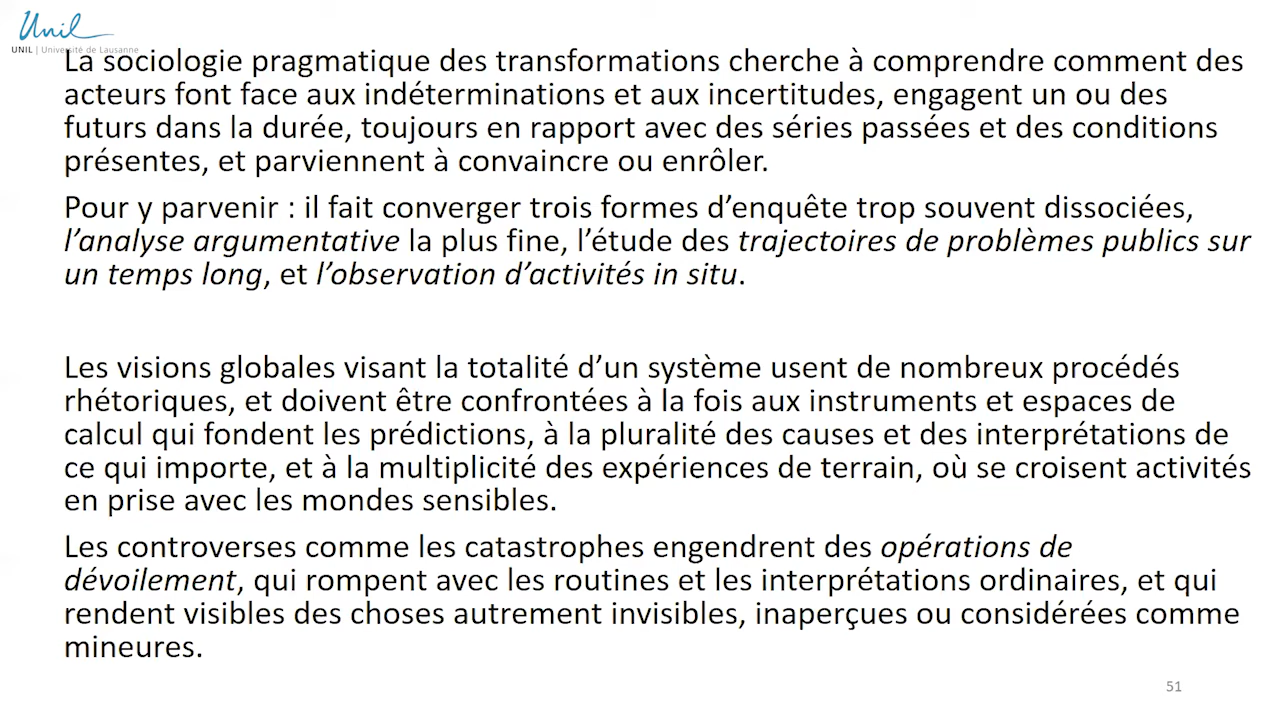 Unil
UNIL | Université de Lausanne
La sociologie pragmatique des transformations cherche à comprendre comment des
acteurs font face aux indéterminations et aux incertitudes, engagent un ou des
futurs dans la durée, toujours en rapport avec des séries passées et des conditions
présentes, et parviennent à convaincre ou enrôler.
Pour y parvenir : il fait converger trois formes d’enquête trop souvent dissociées,
l’analyse argumentative la plus fine, l’étude des trajectoires de problèmes publics sur
un temps long, et l’observation d’activités in situ.
Les visions globales visant la totalité d’un système usent de nombreux procédés
rhétoriques, et doivent être confrontées à la fois aux instruments et espaces de
calcul qui fondent les prédictions, à la pluralité des causes et des interprétations de
ce qui importe, et à la multiplicité des expériences de terrain, où se croisent activités
en prise avec les mondes sensibles.
Les controverses comme les catastrophes engendrent des opérations de
dévoilement, qui rompent avec les routines et les interprétations ordinaires, et qui
rendent visibles des choses autrement invisibles, inaperçues ou considérées comme
mineures.
51